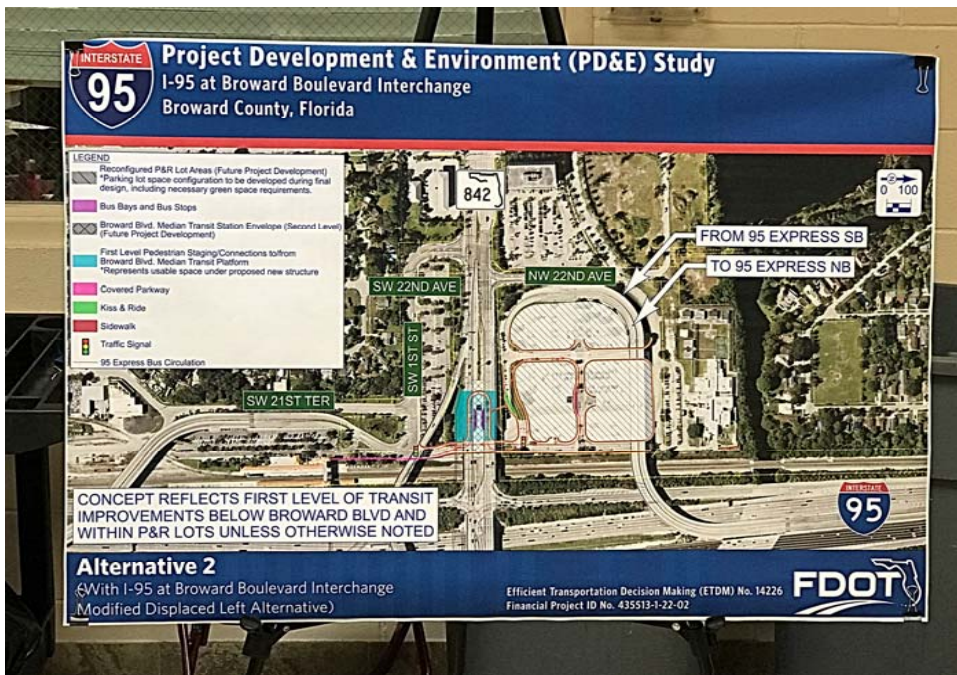 INTERSTATE
95
Project Development & Environment (PD&E) Study
I-95 at Broward Boulevard Interchange
Broward County, Florida
LEGEND
Reconfigured P&R Lot Areas (Future Project Development)
*Parking lot space configuration to be developed during final
design, including necessary green space requirements.
Bus Bays and Bus Stops
Broward Blvd. Median Transit Station Envelope (Second Level)
(Future Project Development)
First Level Pedestrian Staging/Connections to/from
Broward Blvd. Median Transit Platform
*Represents usable space under proposed new structure
Covered Parkway
Kiss & Ride
Sidewalk
Traffic Signal
95 Express Bus Circulation
842
0 100
FROM 95 EXPRESS SB
TO 95 EXPRESS NB
SW 22ND AVE
NW 22ND AVE
SW 1ST ST
SW 21ST TER
CONCEPT REFLECTS FIRST LEVEL OF TRANSIT
IMPROVEMENTS BELOW BROWARD BLVD AND
WITHIN P&R LOTS UNLESS OTHERWISE NOTED
INTERSTATE
95
Alternative 2
(With I-95 at Broward Boulevard Interchange
Modified Displaced Left Alternative)
Efficient Transportation Decision Making (ETDM) No. 14226
Financial Project ID No. 435513-1-22-02
FDOT